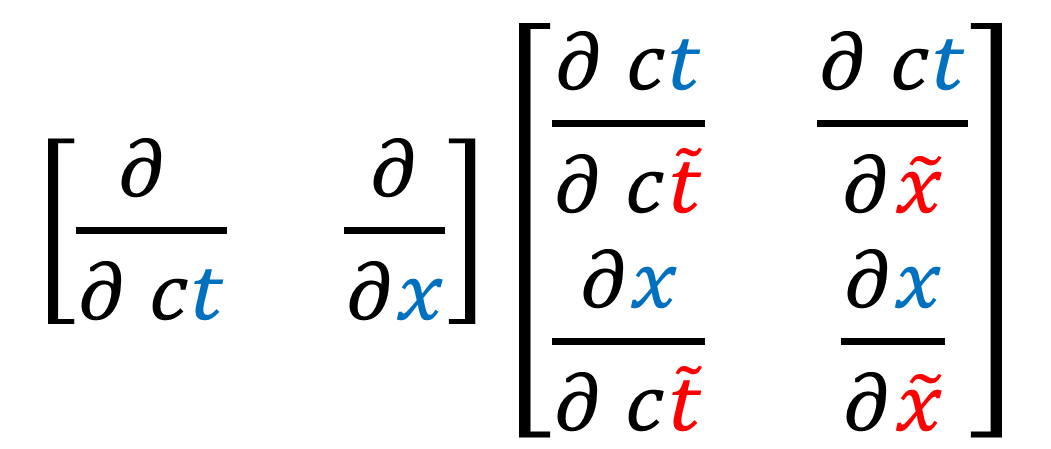 [∂/∂ ct ∂/∂x] [∂ ct/∂ ct̃ ∂ ct/∂x̃
∂x/∂ ct̃ ∂x/∂x̃]